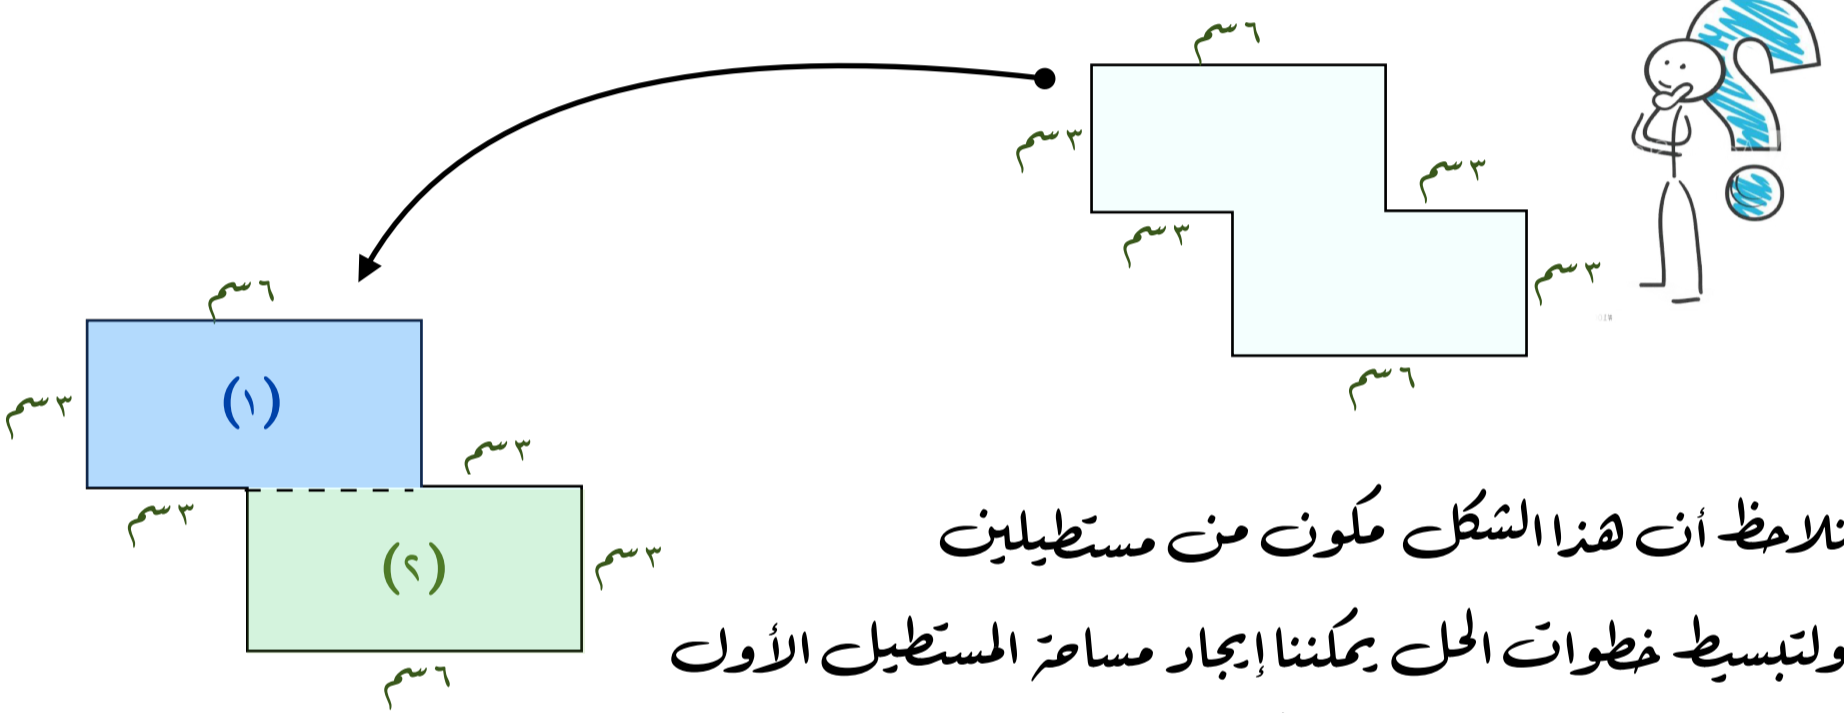 ٦ سم
٣ سم
٣ سم
٣ سم
٣ سم
٦ سم
٦ سم
(١)
٣ سم
٣ سم
٣ سم
(٢)
٣ سم
٦ سم
نلاحظ أن هذا الشكل مكون من مستطيلين
ولتبسيط خطوات الحل يمكننا إيجاد مساحة المستطيل الأول